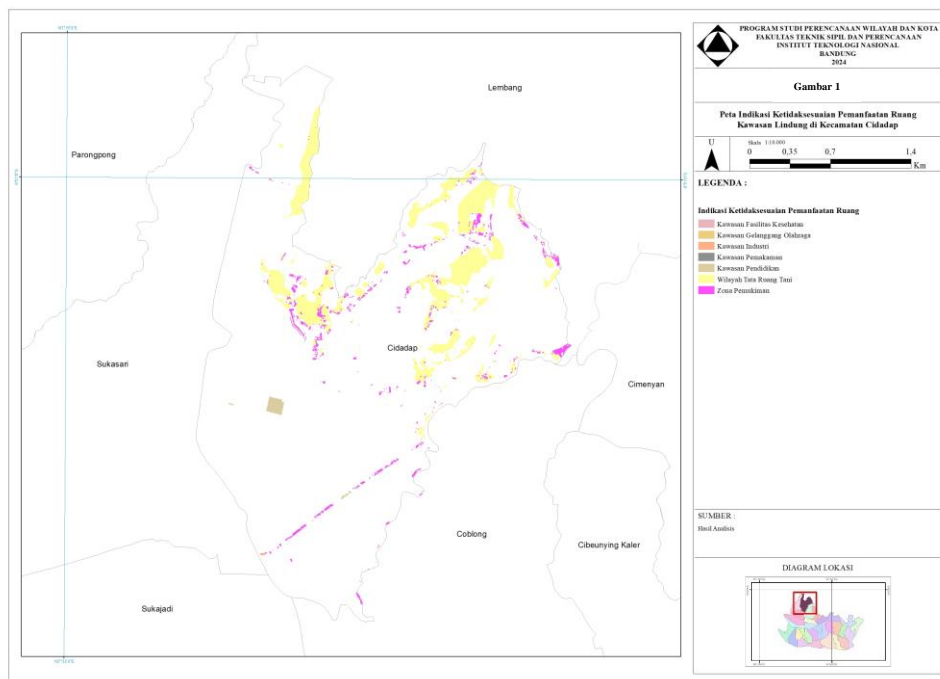 PROGRAM STUDI PERENCANAAN WILAYAH DAN KOTA
FAKULTAS TEKNIK SIPIL DAN PERENCANAAN
INSTITUT TEKNOLOGI NASIONAL
BANDUNG
2024
Gambar 1
Peta Indikasi Ketidaksesuaian Pemanfaatan Ruang
Kawasan Lindung di Kecamatan Cidadap
U
Skala 1:18.000
0 0,35 0,7 1,4
Km
LEGENDA :
Indikasi Ketidaksesuaian Pemanfaatan Ruang
Kawasan Fasilitas Kesehatan
Kawasan Gelanggang Olahraga
Kawasan Industri
Kawasan Pemakaman
Kawasan Pendidikan
Wilayah Tata Ruang Tani
Zona Pemukiman
SUMBER :
Hasil Analisis
DIAGRAM LOKASI
Lembang
Parongpong
Cidadap
Sukasari
Cimenyan
Coblong
Cibeunying Kaler
Sukajadi